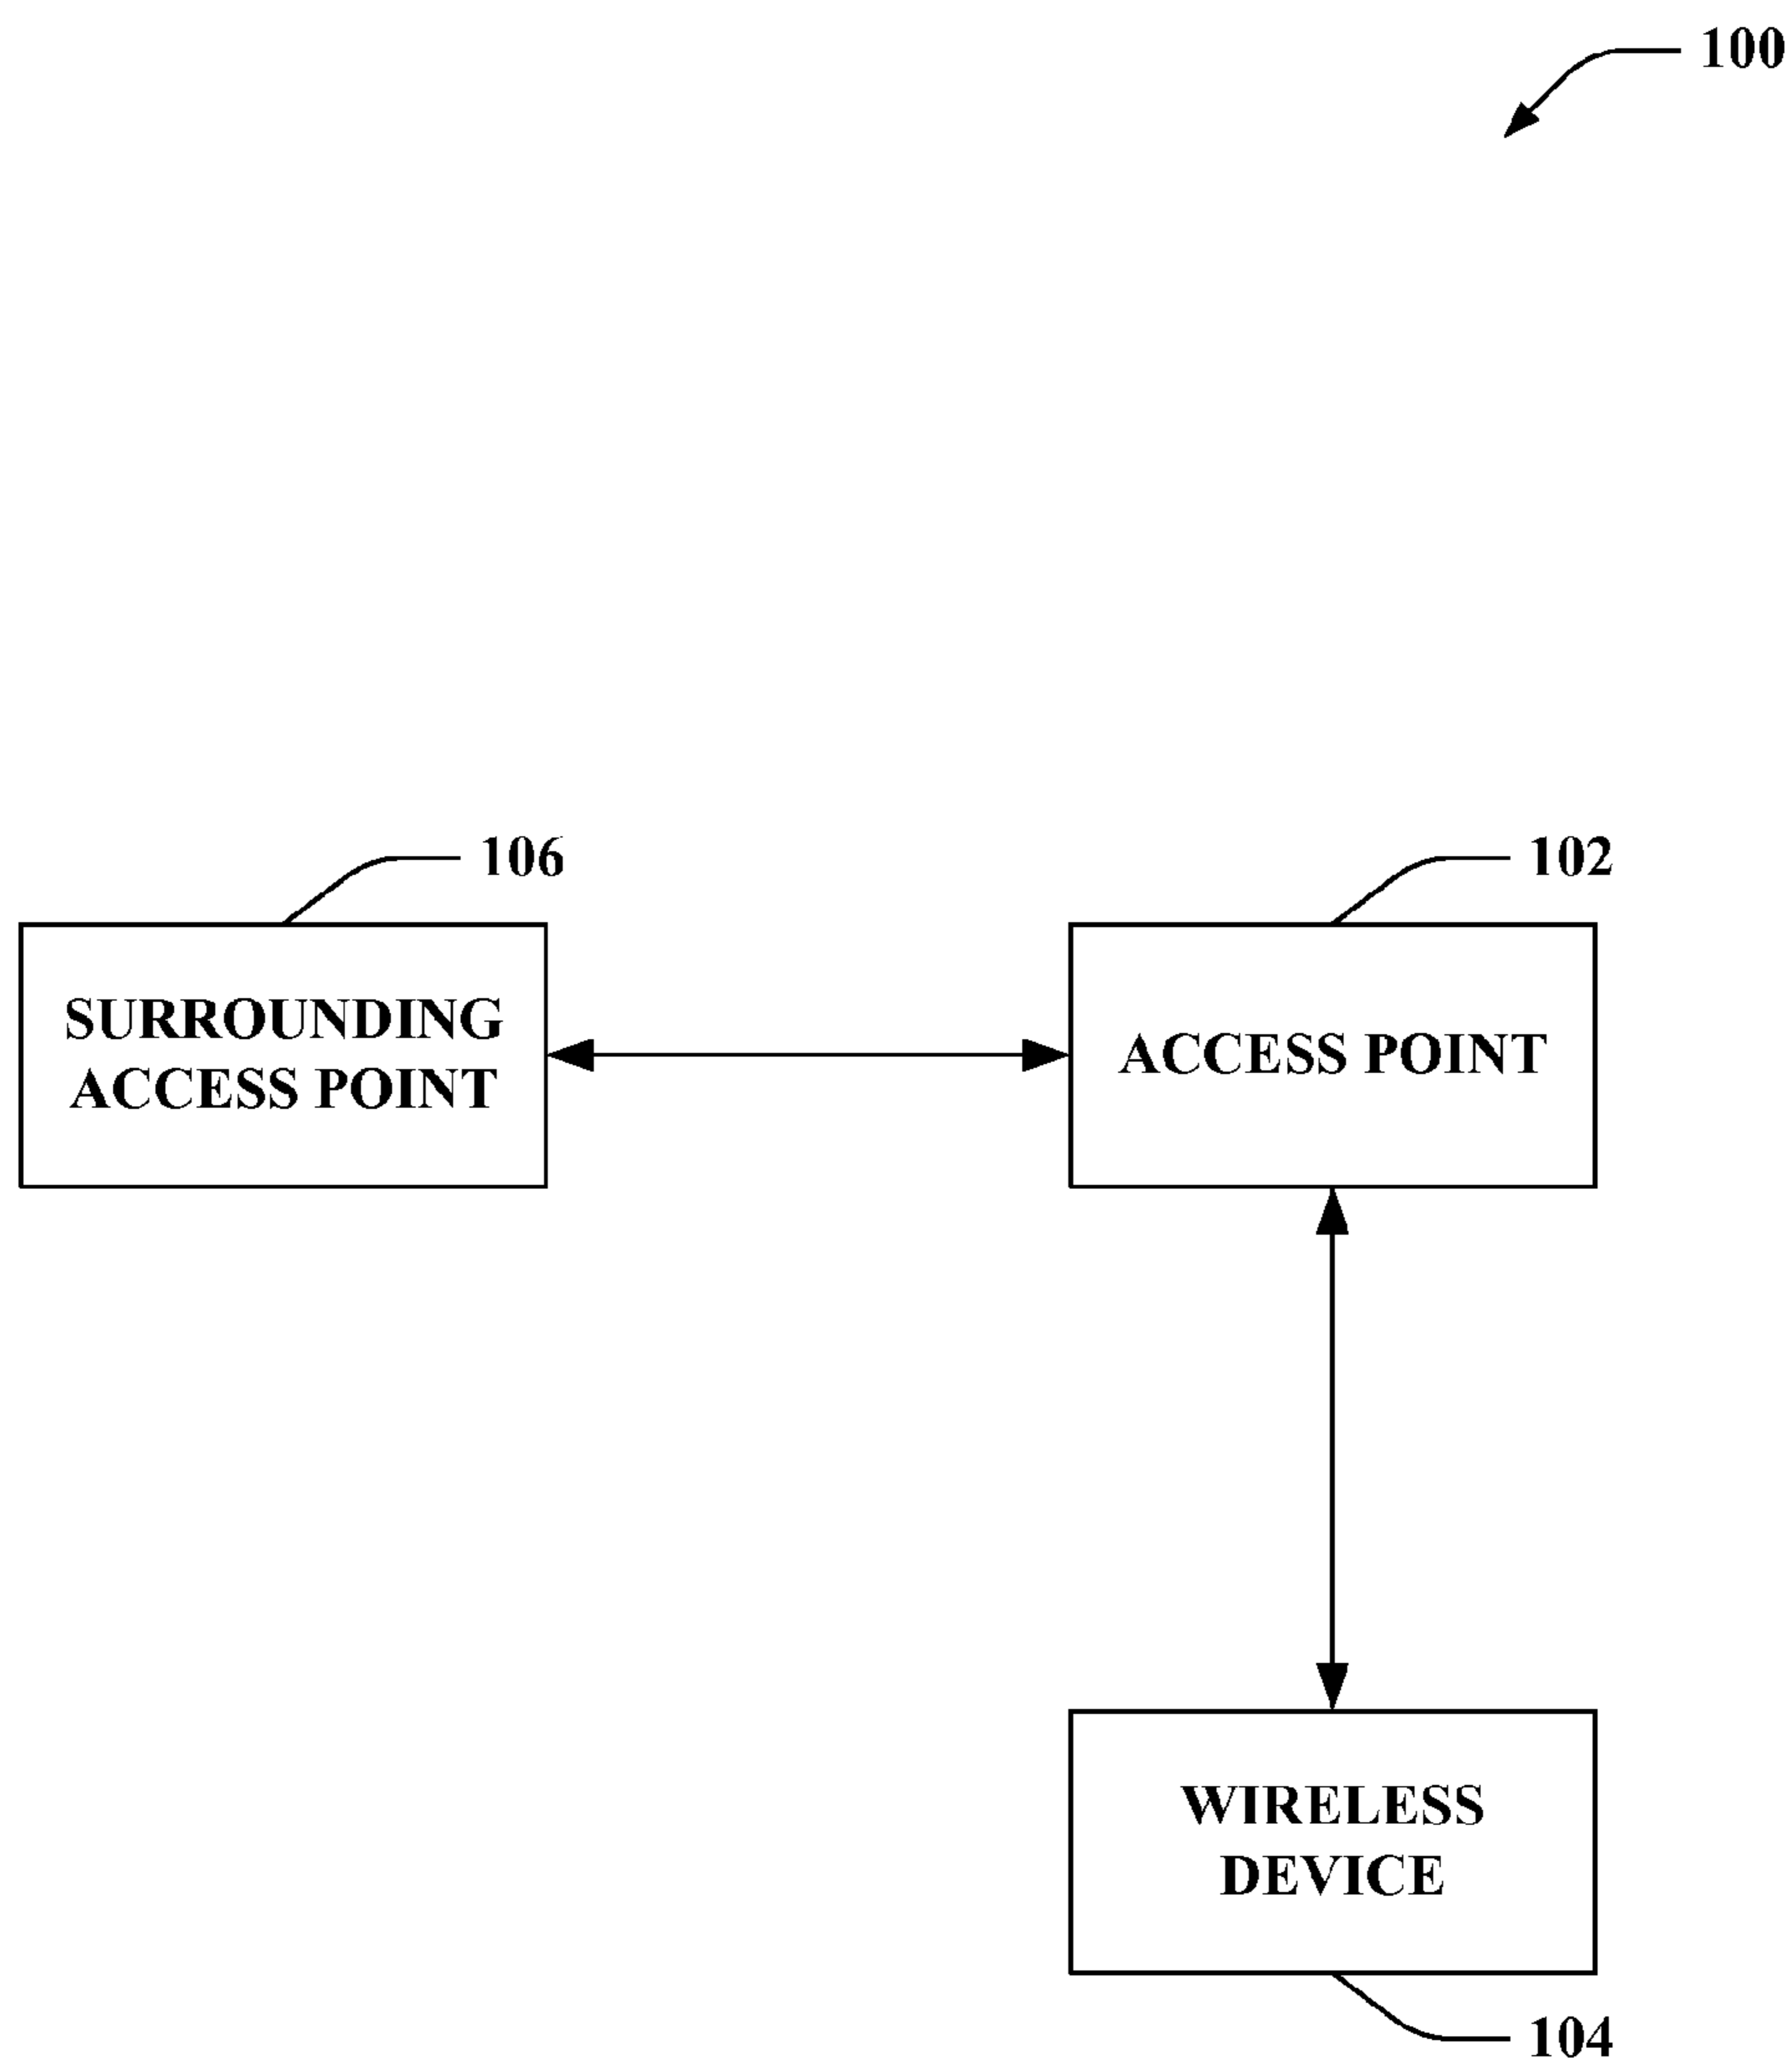 100
106
102
SURROUNDING
ACCESS POINT
ACCESS POINT
WIRELESS
DEVICE
104